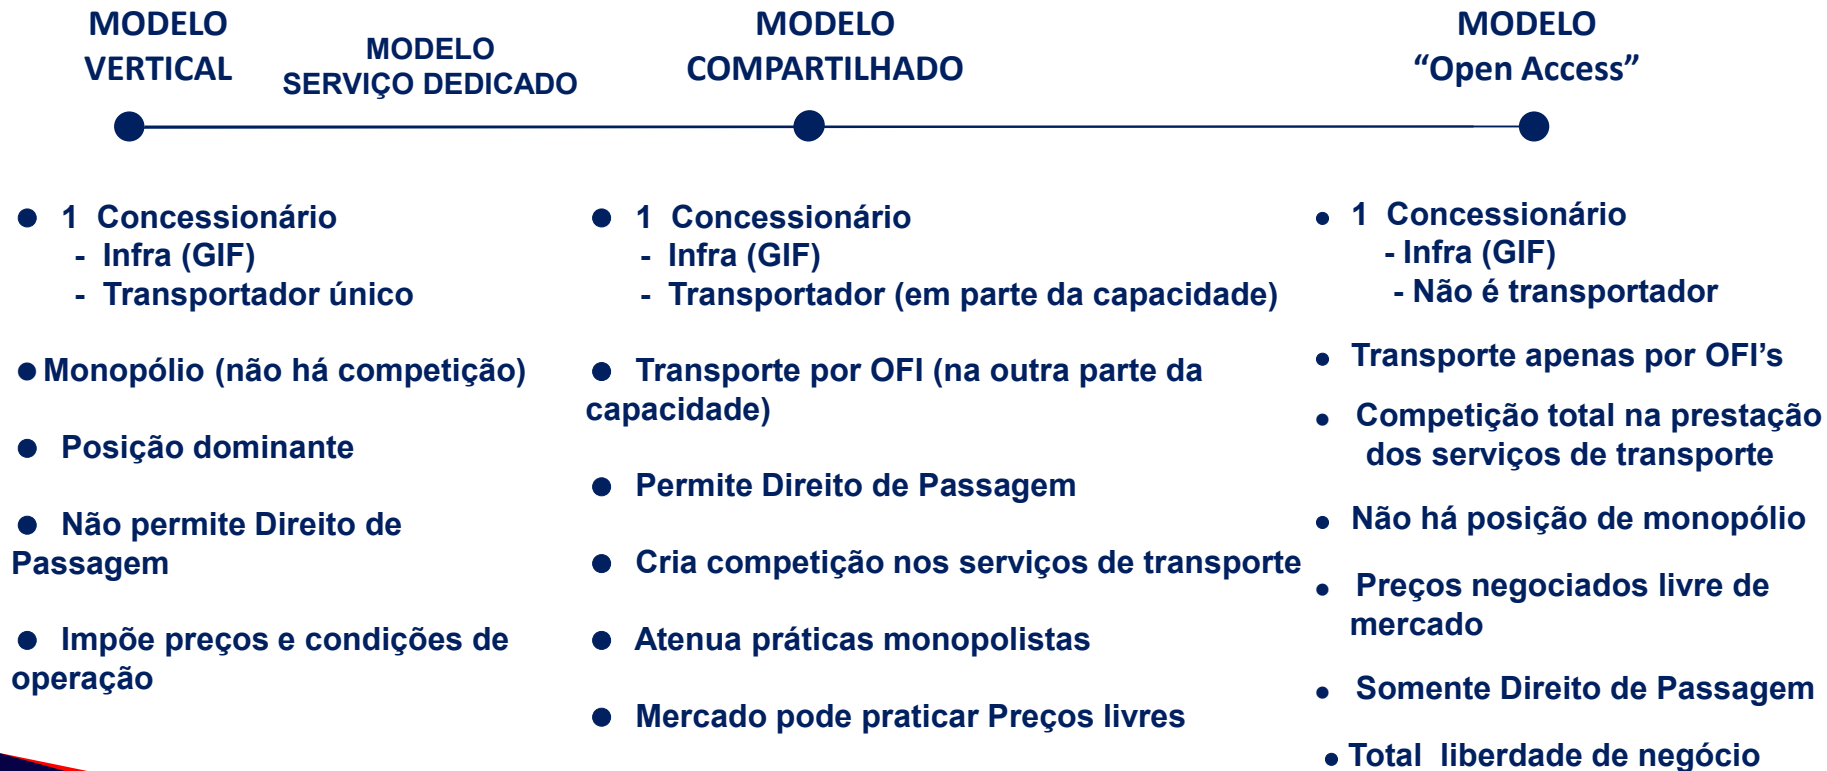 MODELO
VERTICAL
MODELO
SERVIÇO DEDICADO
MODELO
COMPARTILHADO
MODELO
“Open Access”
● 1 Concessionário
- Infra (GIF)
- Transportador único
● Monopólio (não há competição)
● Posição dominante
● Não permite Direito de
Passagem
● Impõe preços e condições de
operação
● 1 Concessionário
- Infra (GIF)
- Transportador (em parte da capacidade)
● Transporte por OFI (na outra parte da
capacidade)
● Permite Direito de Passagem
● Cria competição nos serviços de transporte
● Atenua práticas monopolistas
● Mercado pode praticar Preços livres
● 1 Concessionário
- Infra (GIF)
- Não é transportador
● Transporte apenas por OFI’s
● Competição total na prestação
dos serviços de transporte
● Não há posição de monopólio
● Preços negociados livre de
mercado
● Somente Direito de Passagem
● Total liberdade de negócio